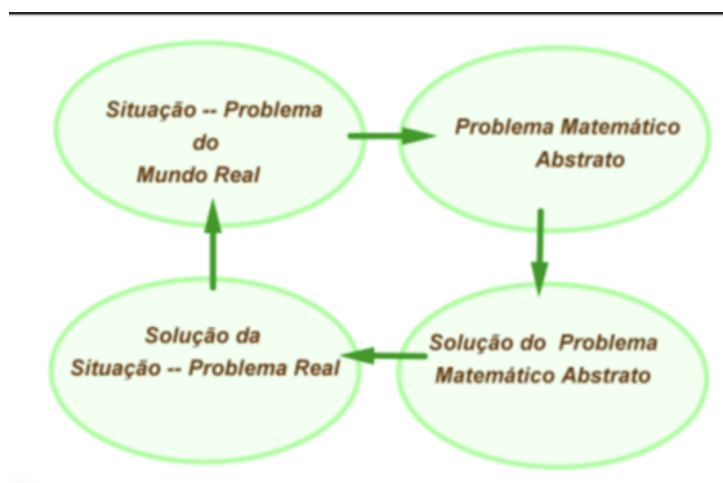 Situação -- Problema
do
Mundo Real
Problema Matemático
Abstrato
Solução da
Situação -- Problema Real
Solução do Problema
Matemático Abstrato